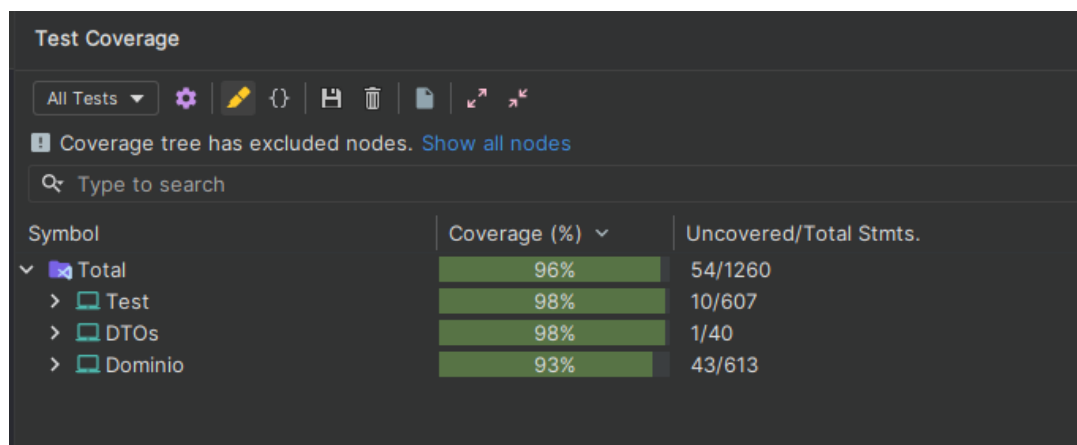 Test Coverage
All Tests
Coverage tree has excluded nodes. Show all nodes
Type to search
Symbol Coverage (%) Uncovered/Total Stmts.
Total 96% 54/1260
Test 98% 10/607
DTOs 98% 1/40
Dominio 93% 43/613